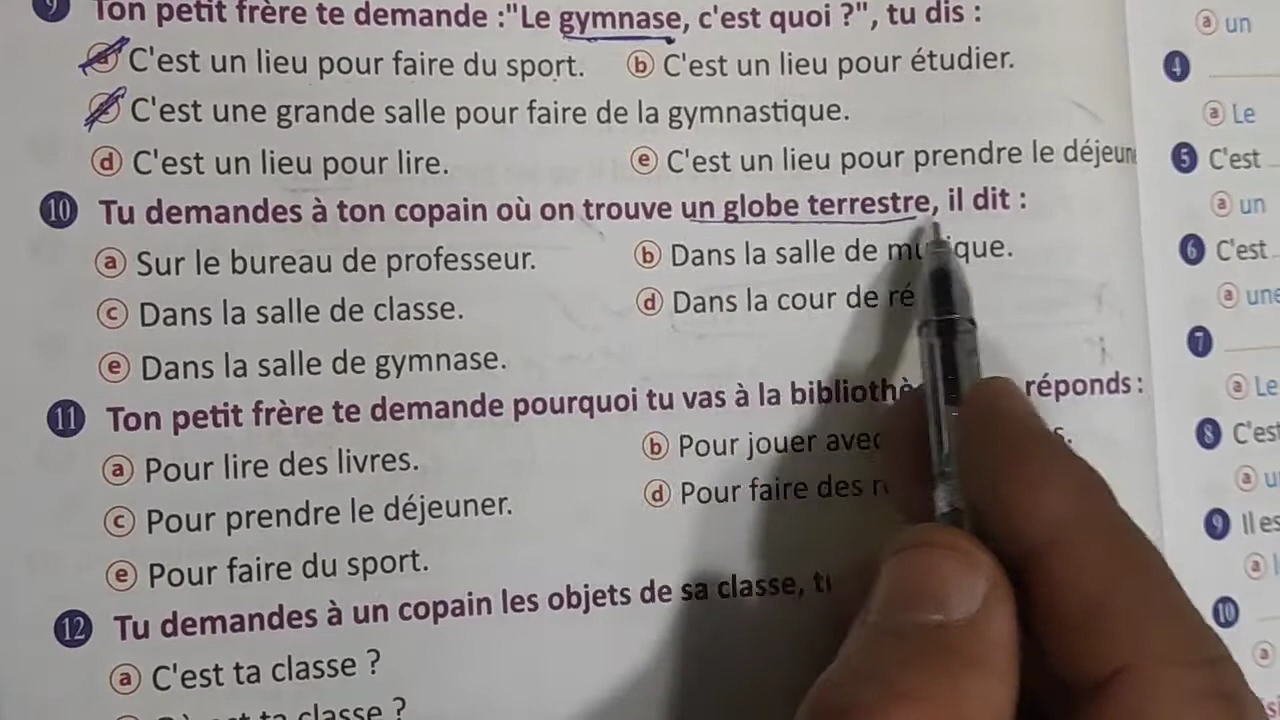 9 Ton petit frère te demande :"Le gymnase, c'est quoi ?", tu dis :
C'est un lieu pour faire du sport. b C'est un lieu pour étudier.
C'est une grande salle pour faire de la gymnastique.
d C'est un lieu pour lire. e C'est un lieu pour prendre le déjeun
10 Tu demandes à ton copain où on trouve un globe terrestre, il dit :
a Sur le bureau de professeur. b Dans la salle de mu que.
c Dans la salle de classe. d Dans la cour de ré
e Dans la salle de gymnase.
11 Ton petit frère te demande pourquoi tu vas à la bibliothè réponds :
a Pour lire des livres. b Pour jouer avec s.
c Pour prendre le déjeuner. d Pour faire des
e Pour faire du sport.
12 Tu demandes à un copain les objets de sa classe,
a C'est ta classe ?
ta classe ?
a un
4
a Le
5 C'est
a un
6 C'est
a une
7
a Le
8 C'est
a u
9 Il es
a
10
a